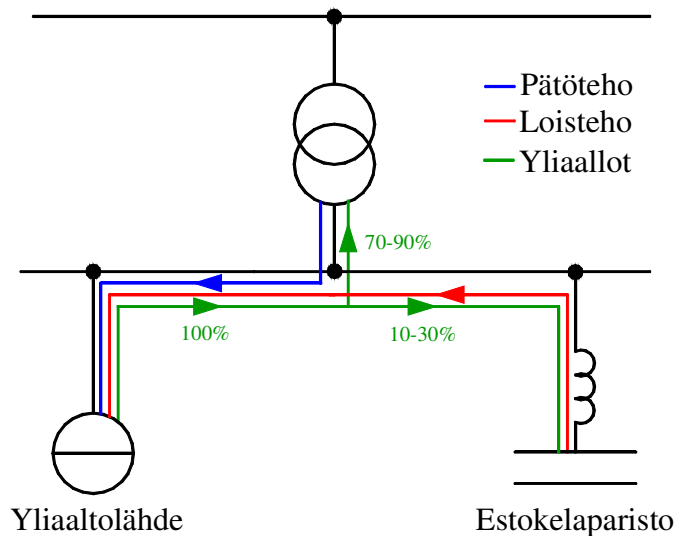 Pätöteho
Loisteho
Yliaallot
70-90%
100%
10-30%
Yliaaltolähde
Estokelaparisto